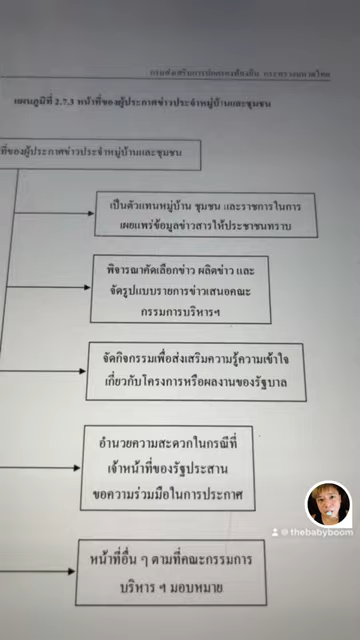 กรมส่งเสริมการปกครองท้องถิ่น กระทรวงมหาดไทย
แผนภูมิที่ 2.7.3 หน้าที่ของผู้ประกาศข่าวประจำหมู่บ้านและชุมชน
ที่ของผู้ประกาศข่าวประจำหมู่บ้านและชุมชน
เป็นตัวแทนหมู่บ้าน ชุมชน และราชการในการ
เผยแพร่ข้อมูลข่าวสารให้ประชาชนทราบ
พิจารณาคัดเลือกข่าว ผลิตข่าว และ
จัดรูปแบบรายการข่าวเสนอคณะ
กรรมการบริหารฯ
จัดกิจกรรมเพื่อส่งเสริมความรู้ความเข้าใจ
เกี่ยวกับโครงการหรือผลงานของรัฐบาล
อำนวยความสะดวกในกรณีที่
เจ้าหน้าที่ของรัฐประสาน
ขอความร่วมมือในการประกาศ
หน้าที่อื่น ๆ ตามที่คณะกรรมการ
บริหาร ฯ มอบหมาย
@ thebabyboom